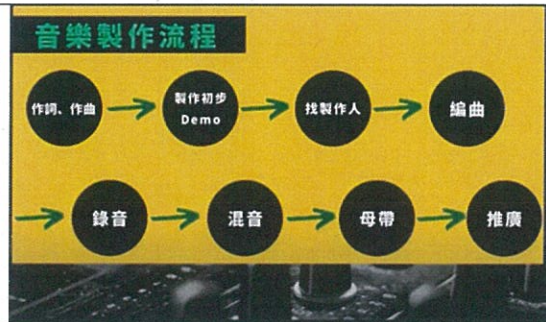 音樂製作流程
作詞、作曲
製作初步
Demo
找製作人
編曲
錄音
混音
母帶
推廣